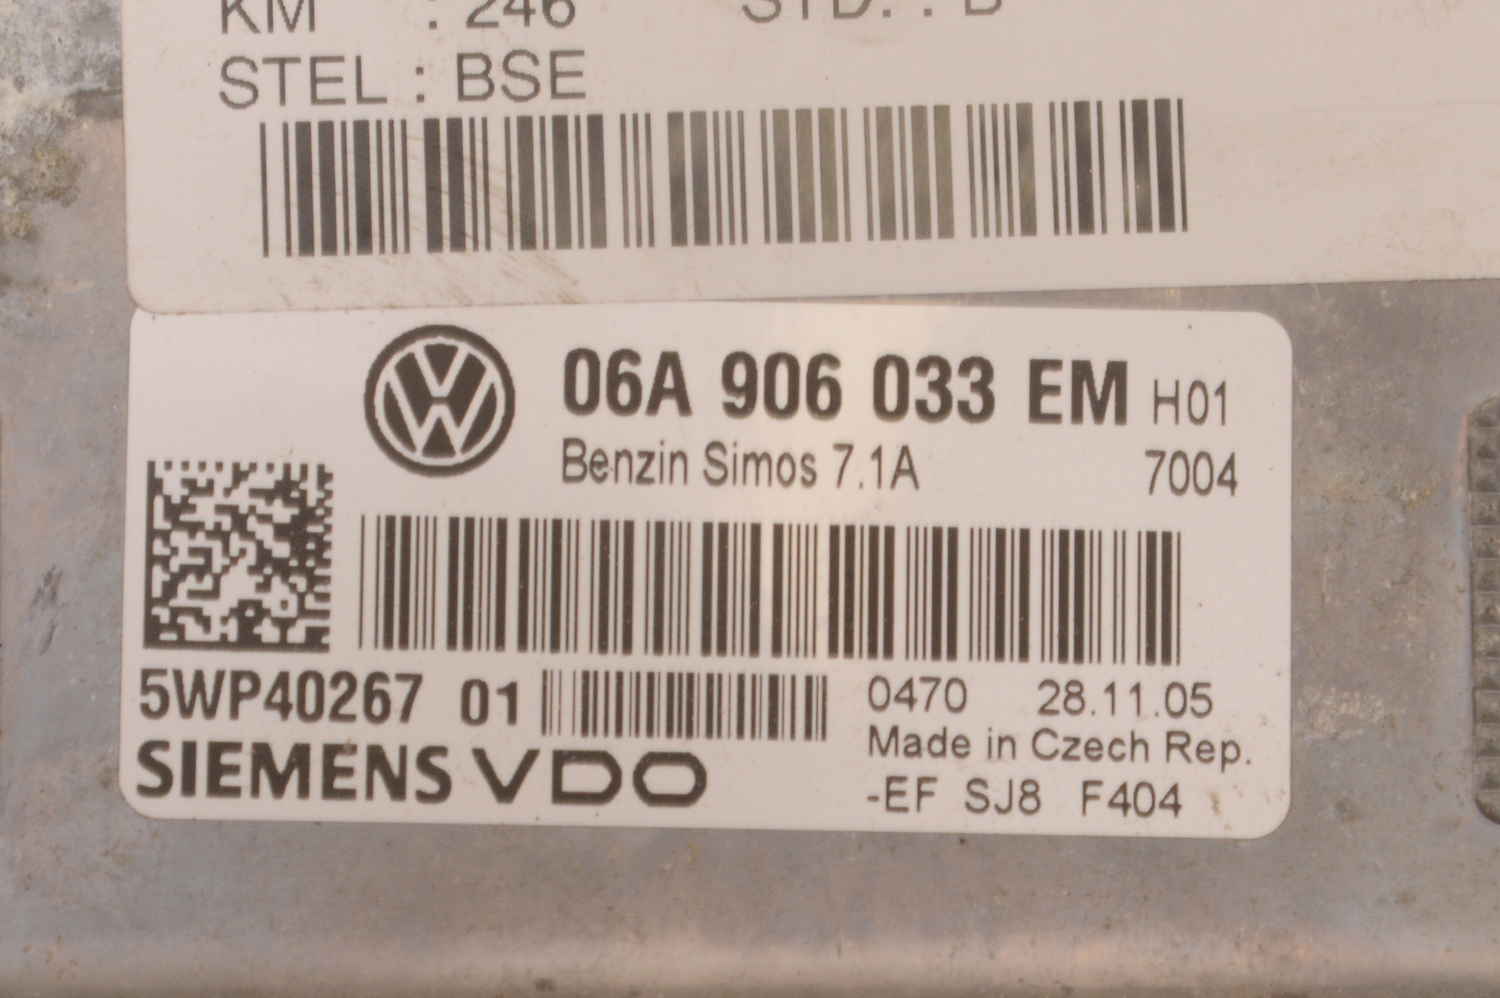 KM : 246 STD. : B
STEL : BSE
06A 906 033 EM H01
Benzin Simos 7.1A 7004
5WP40267 01 0470 28.11.05
Made in Czech Rep.
SIEMENS VDO -EF SJ8 F404